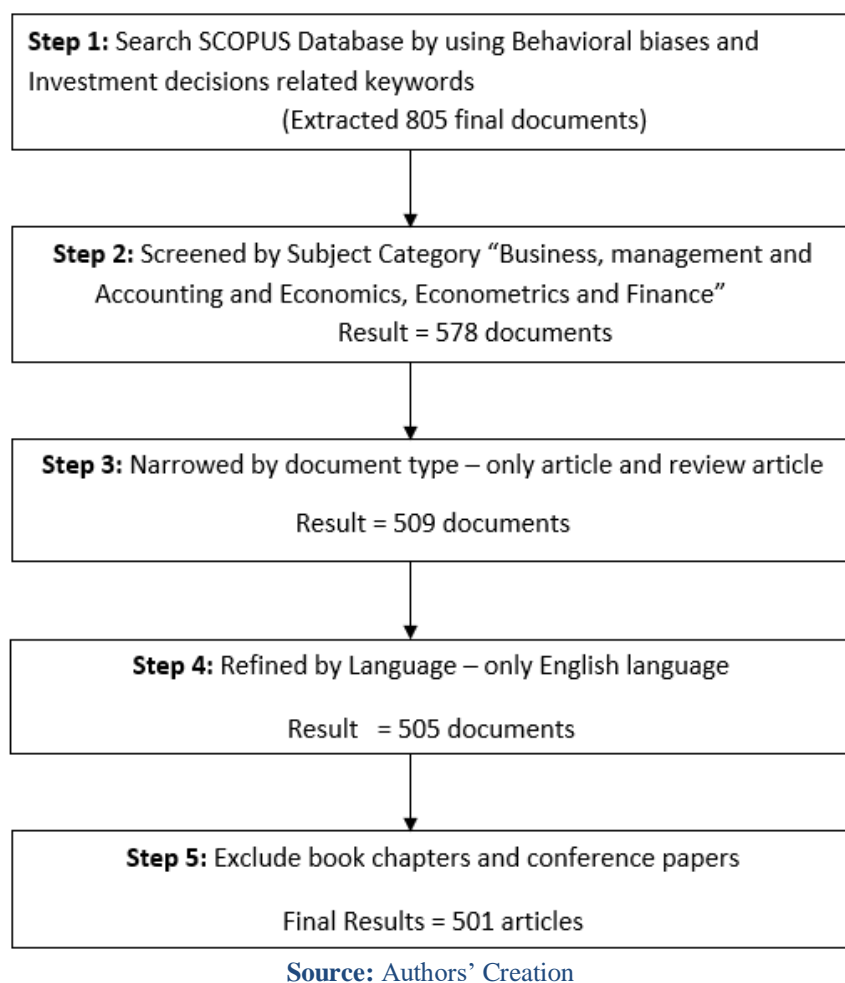 Step 1: Search SCOPUS Database by using Behavioral biases and
Investment decisions related keywords
(Extracted 805 final documents)
Step 2: Screened by Subject Category “Business, management and
Accounting and Economics, Econometrics and Finance”
Result = 578 documents
Step 3: Narrowed by document type – only article and review article
Result = 509 documents
Step 4: Refined by Language – only English language
Result = 505 documents
Step 5: Exclude book chapters and conference papers
Final Results = 501 articles
Source: Authors’ Creation